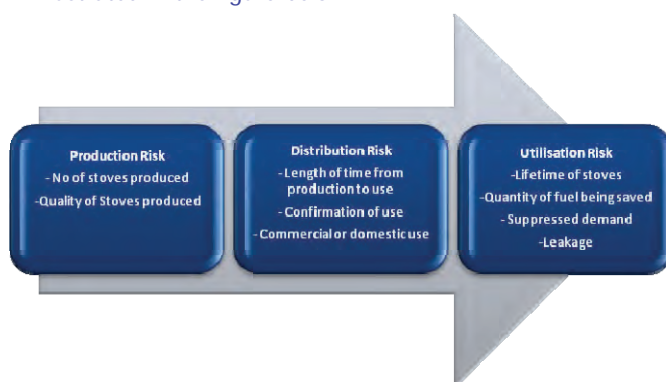 Production Risk
- No of stoves produced
-Quality of Stoves produced
Distribution Risk
-Length of time from
production to use
-Confirmation of use
-Commercial or domestic use
Utilisation Risk
-Lifetime of stoves
-Quantity of fuel being saved
-Suppressed demand
-Leakage